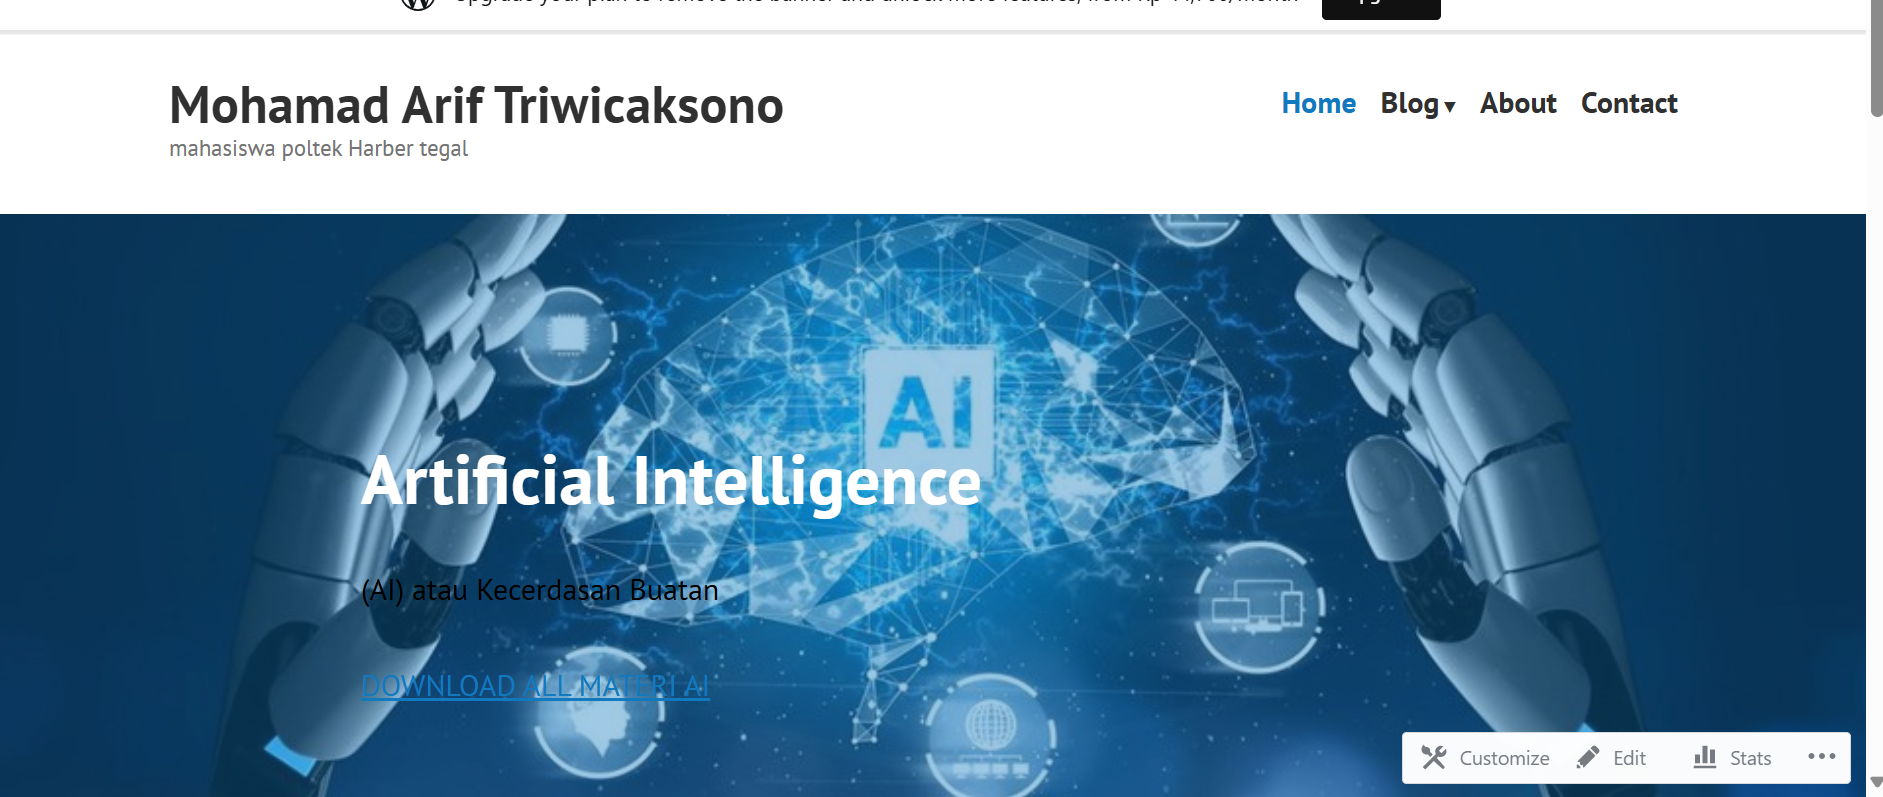 Mohamad Arif Triwicaksono
mahasiswa poltek Harber tegal
Home Blog▾ About Contact
AI
Artificial Intelligence
(AI) atau Kecerdasan Buatan
DOWNLOAD ALL MATERI AI
Customize Edit Stats